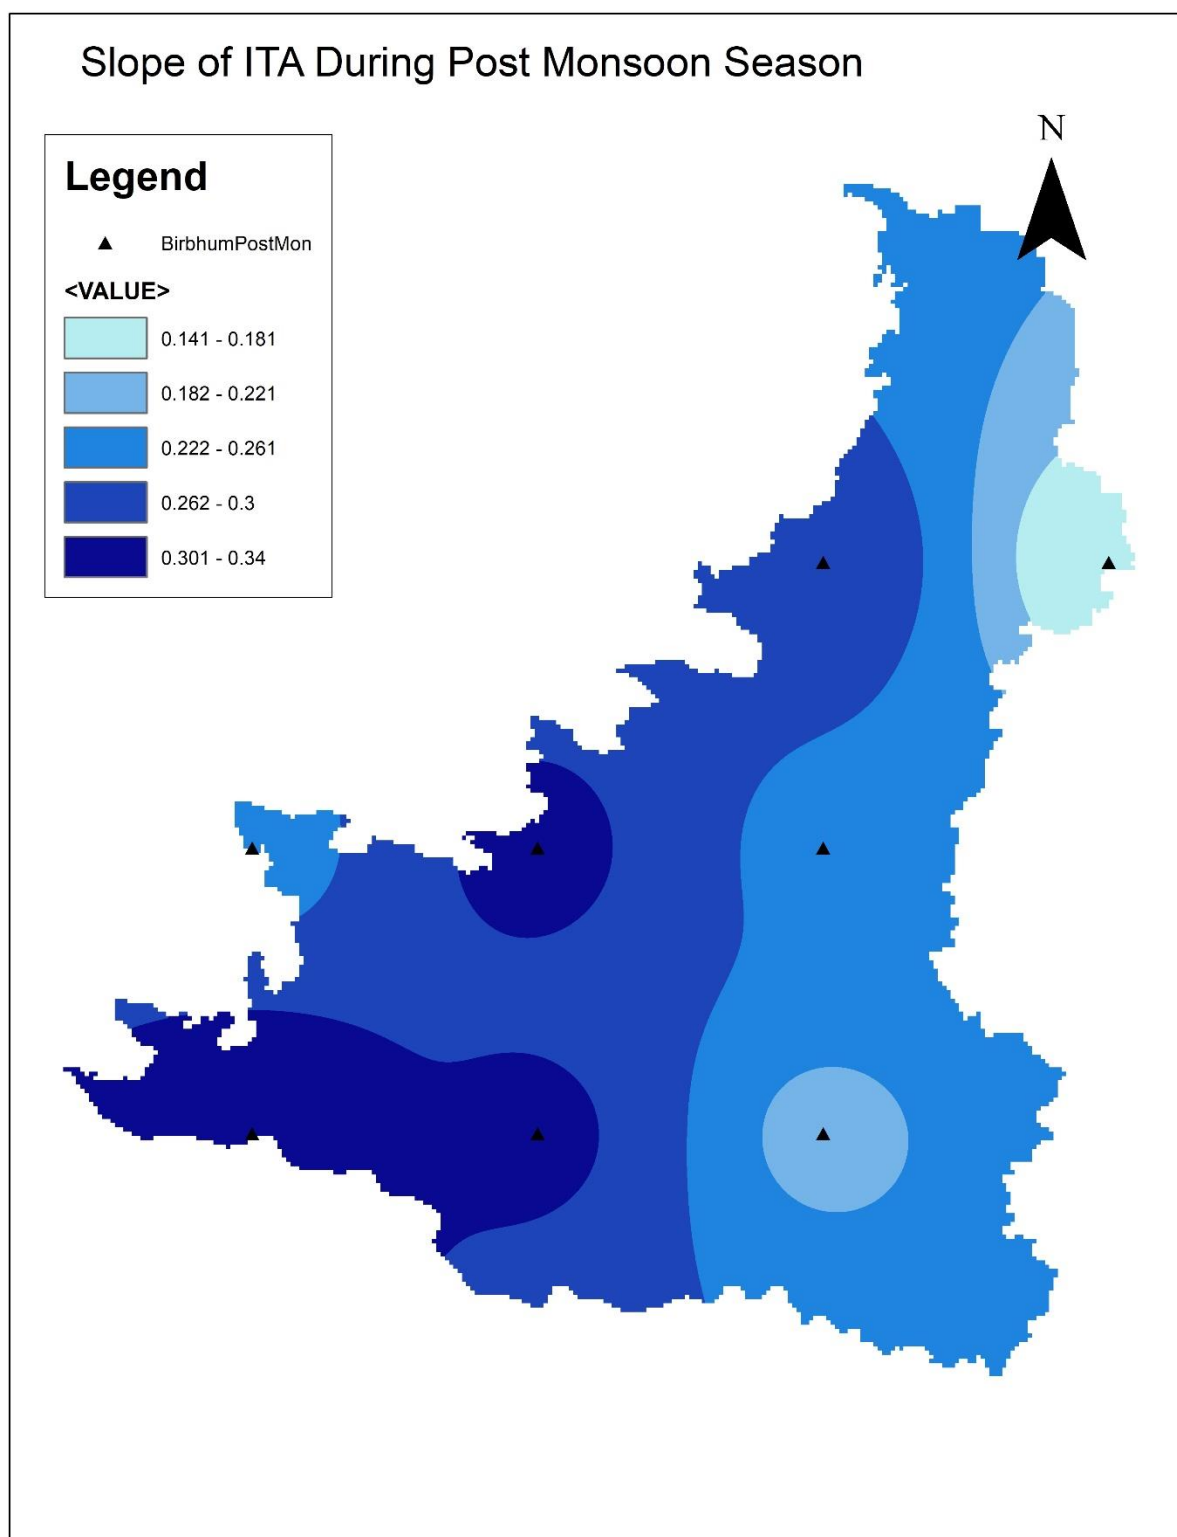 Slope of ITA During Post Monsoon Season
N
Legend
BirbhumPostMon
<VALUE>
0.141 - 0.181
0.182 - 0.221
0.222 - 0.261
0.262 - 0.3
0.301 - 0.34